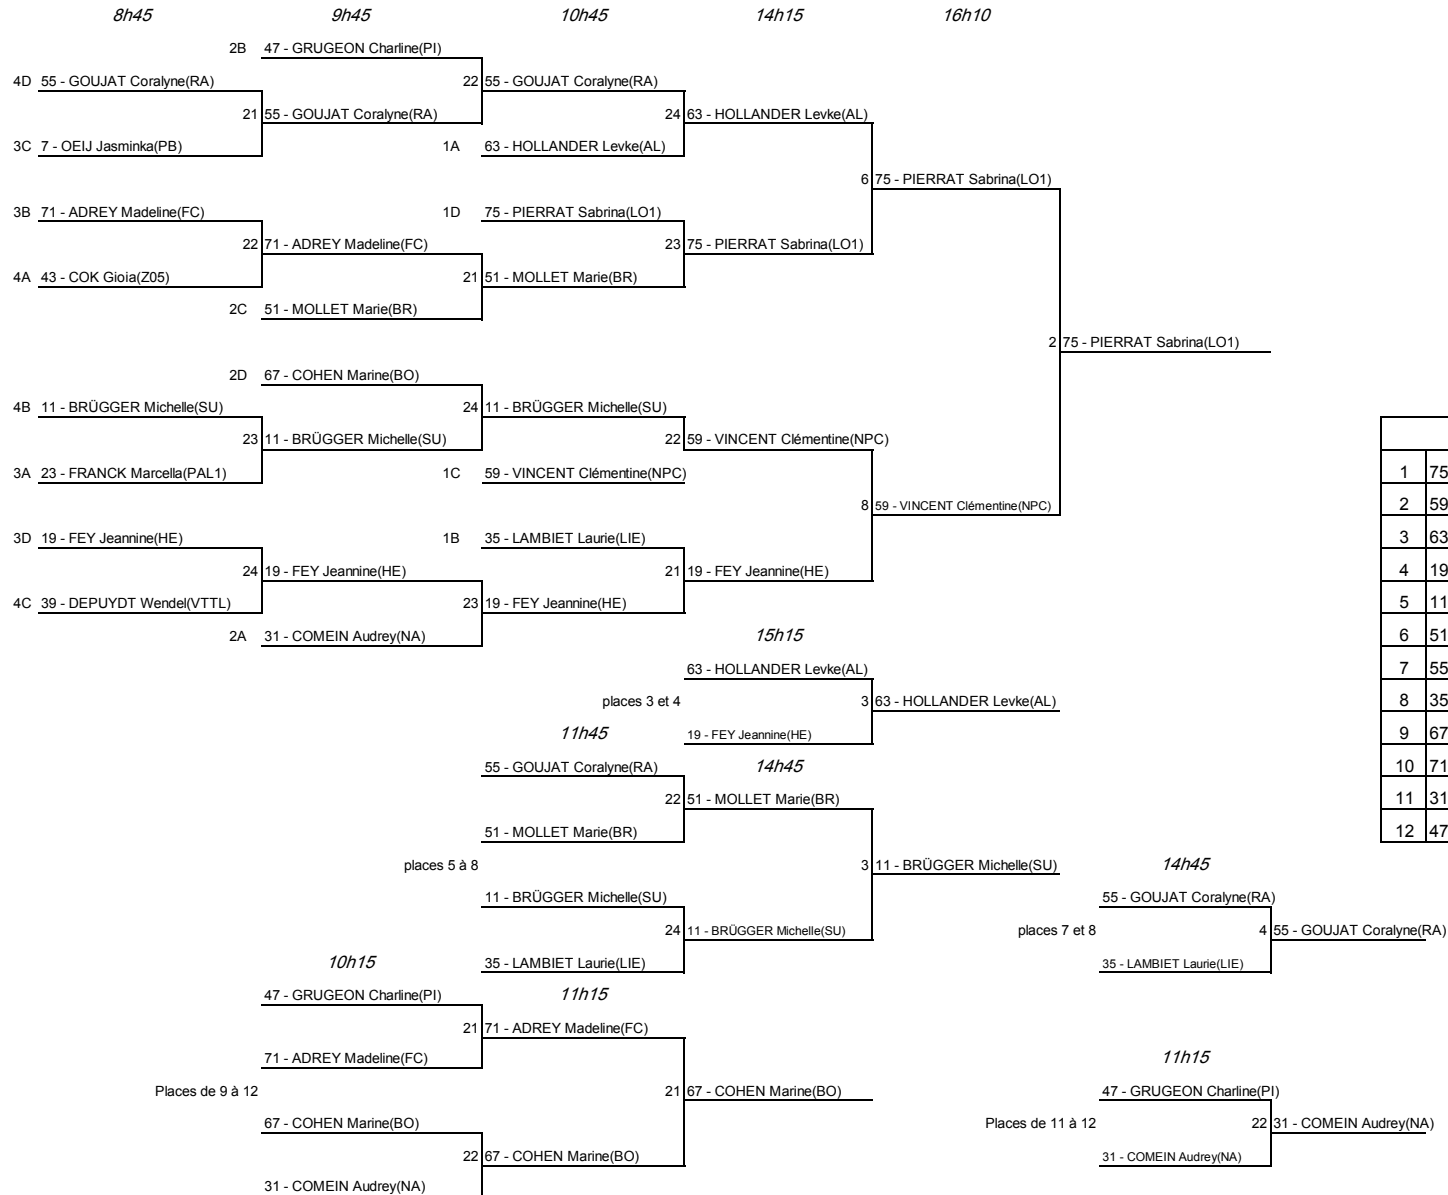 8h45 9h45 10h45 14h15 16h10
2B 47 - GRUGEON Charline(PI)
4D 55 - GOUJAT Coralyne(RA) 22 55 - GOUJAT Coralyne(RA)
21 55 - GOUJAT Coralyne(RA) 24 63 - HOLLANDER Levke(AL)
3C 7 - OEIJ Jasminka(PB) 1A 63 - HOLLANDER Levke(AL)
6 75 - PIERRAT Sabrina(LO1)
3B 71 - ADREY Madeline(FC) 1D 75 - PIERRAT Sabrina(LO1)
22 71 - ADREY Madeline(FC) 23 75 - PIERRAT Sabrina(LO1)
4A 43 - COK Gioia(Z05) 21 51 - MOLLET Marie(BR)
2C 51 - MOLLET Marie(BR)
2 75 - PIERRAT Sabrina(LO1)
2D 67 - COHEN Marine(BO)
4B 11 - BRÜGGER Michelle(SU) 24 11 - BRÜGGER Michelle(SU)
23 11 - BRÜGGER Michelle(SU) 22 59 - VINCENT Clémentine(NPC)
3A 23 - FRANCK Marcella(PAL1) 1C 59 - VINCENT Clémentine(NPC) 1 75
8 59 - VINCENT Clémentine(NPC) 2 59
3D 19 - FEY Jeannine(HE) 1B 35 - LAMBIET Laurie(LIE) 3 63
24 19 - FEY Jeannine(HE) 21 19 - FEY Jeannine(HE) 4 19
4C 39 - DEPUYDT Wendel(VTTL) 23 19 - FEY Jeannine(HE) 5 11
2A 31 - COMEIN Audrey(NA) 15h15 6 51
63 - HOLLANDER Levke(AL) 7 55
places 3 et 4 3 63 - HOLLANDER Levke(AL) 8 35
11h45 19 - FEY Jeannine(HE) 9 67
55 - GOUJAT Coralyne(RA) 14h45 10 71
22 51 - MOLLET Marie(BR) 11 31
51 - MOLLET Marie(BR) 12 47
places 5 à 8 3 11 - BRÜGGER Michelle(SU) 14h45
11 - BRÜGGER Michelle(SU) 55 - GOUJAT Coralyne(RA)
24 11 - BRÜGGER Michelle(SU) places 7 et 8 4 55 - GOUJAT Coralyne(RA)
10h15 35 - LAMBIET Laurie(LIE) 35 - LAMBIET Laurie(LIE)
47 - GRUGEON Charline(PI) 11h15
21 71 - ADREY Madeline(FC)
71 - ADREY Madeline(FC) 11h15
Places de 9 à 12 21 67 - COHEN Marine(BO) 47 - GRUGEON Charline(PI)
67 - COHEN Marine(BO) Places de 11 à 12 22 31 - COMEIN Audrey(NA)
22 67 - COHEN Marine(BO) 31 - COMEIN Audrey(NA)
31 - COMEIN Audrey(NA)